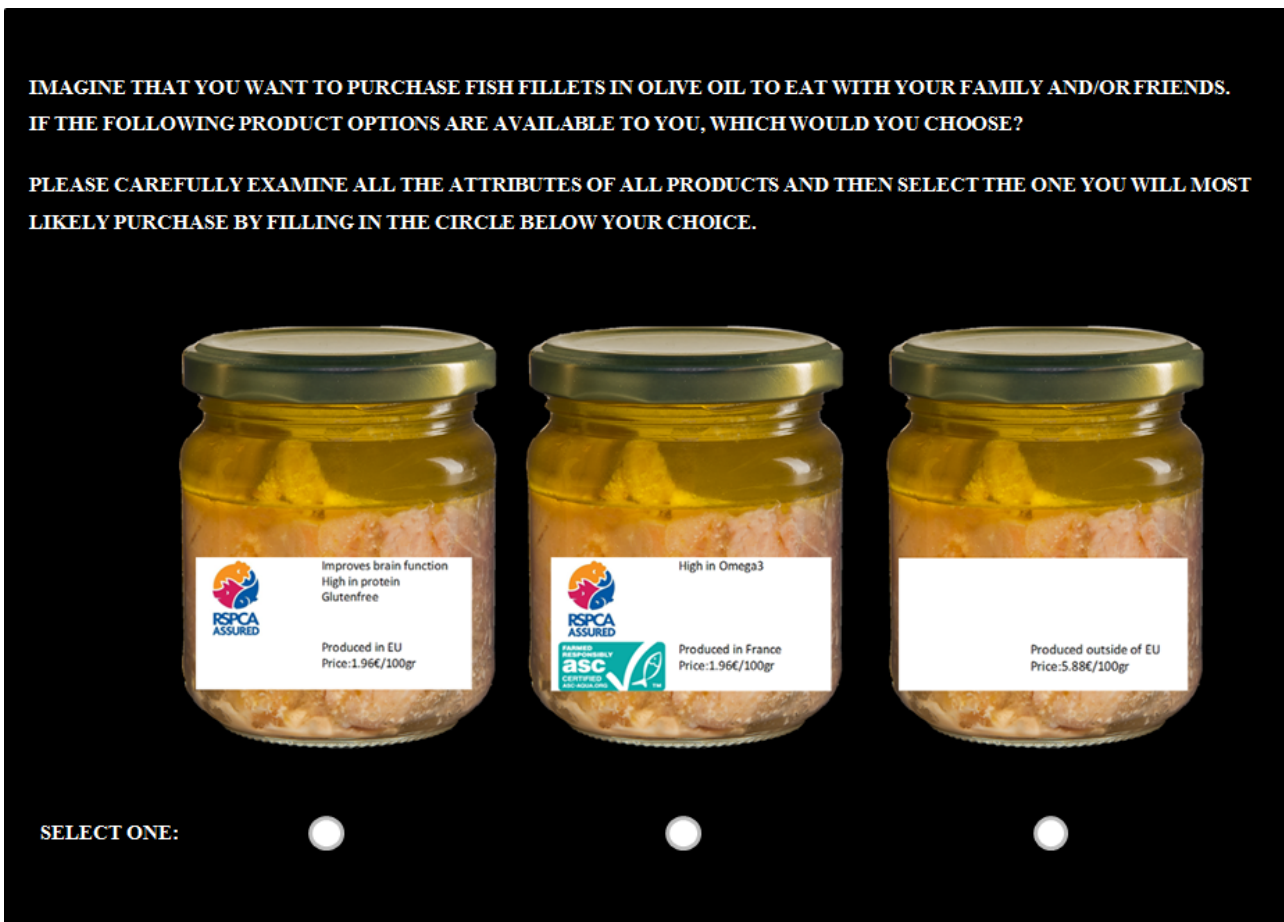 IMAGINE THAT YOU WANT TO PURCHASE FISH FILLETS IN OLIVE OIL TO EAT WITH YOUR FAMILY AND/OR FRIENDS.
IF THE FOLLOWING PRODUCT OPTIONS ARE AVAILABLE TO YOU, WHICH WOULD YOU CHOOSE?
PLEASE CAREFULLY EXAMINE ALL THE ATTRIBUTES OF ALL PRODUCTS AND THEN SELECT THE ONE YOU WILL MOST
LIKELY PURCHASE BY FILLING IN THE CIRCLE BELOW YOUR CHOICE.
RSPCA
ASSURED
Improves brain function
High in protein
Glutenfree
Produced in EU
Price:1.96€/100gr
RSPCA
ASSURED
FARMED
RESPONSIBLY
asc
CERTIFIED
ASC-AQUA.ORG
TM
High in Omega3
Produced in France
Price:1.96€/100gr
Produced outside of EU
Price:5.88€/100gr
SELECT ONE: